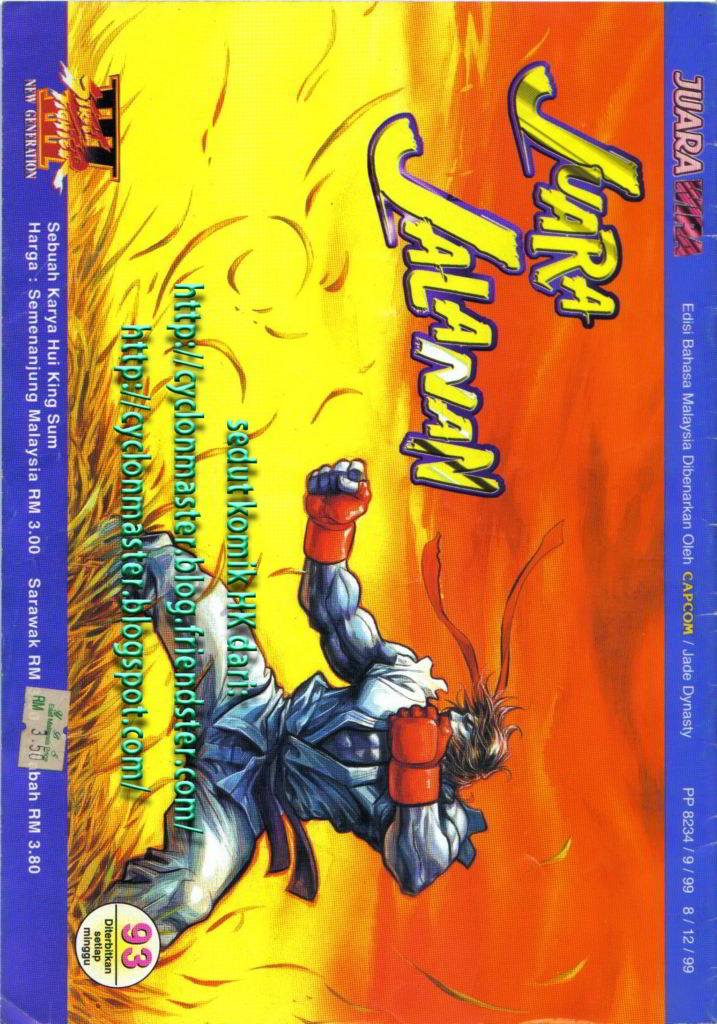 JUARA
Edisi Bahasa Malaysia Dibenarkan Oleh CAPCOM / Jade Dynasty
PP 8234 / 9 / 99 8 / 12 / 99
JUARA
JALANAN
sedut komik HK dari:
http://cyclonmaster.blog.friendster.com/
http://cyclonmaster.blogspot.com/
93
Diterbitkan
setiap
minggu
Street
Fighter
III
NEW GENERATION
Sebuah Karya Hui King Sum
Harga : Semenanjung Malaysia RM 3.00 Sarawak RM bah RM 3.80
RM 3.50